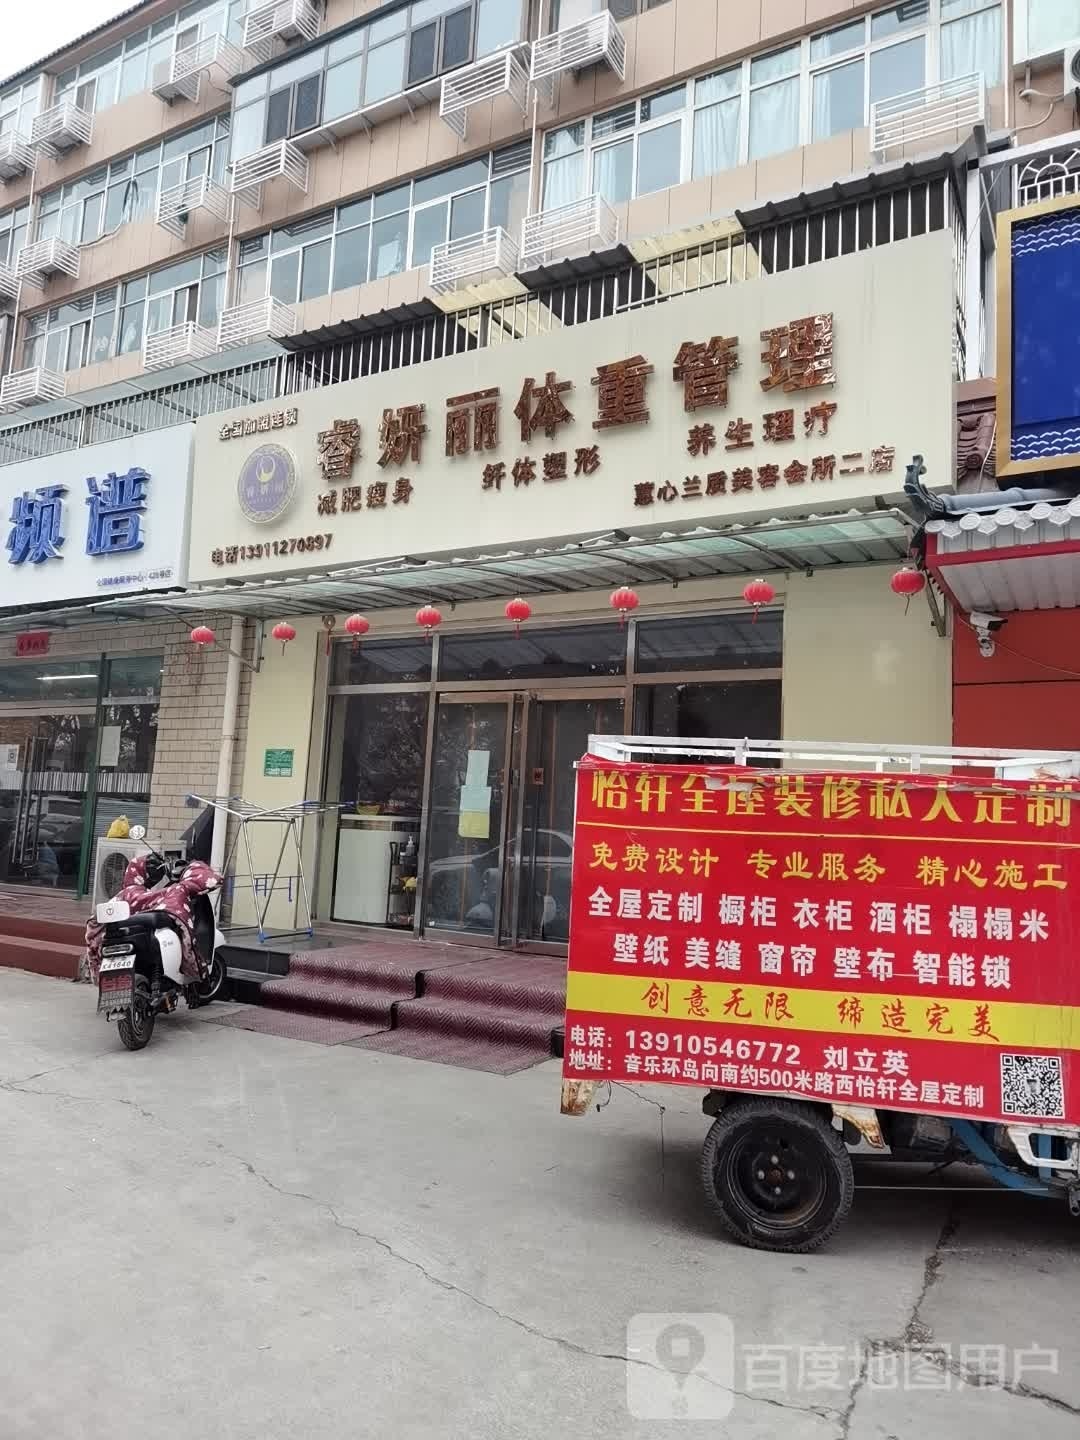 全国加盟连锁
睿妍丽体重管理
减肥瘦身 纤体塑形 养生理疗
电话13911270897
蕙心兰质美容会所二店
频谱
怡轩全屋装修私人定制
免费设计 专业服务 精心施工
全屋定制 橱柜 衣柜 酒柜 榻榻米
壁纸 美缝 窗帘 壁布 智能锁
创意无限 缔造完美
电话：13910546772 刘立英
地址：音乐环岛向南约500米路西怡轩全屋定制
百度地图用户